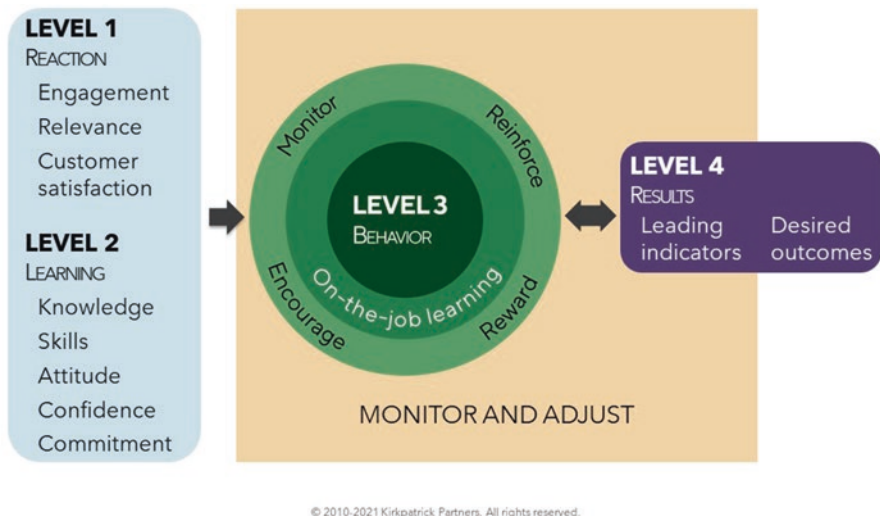 LEVEL 1
REACTION
Engagement
Relevance
Customer
satisfaction
LEVEL 2
LEARNING
Knowledge
Skills
Attitude
Confidence
Commitment
Monitor
Reinforce
Encourage
Reward
LEVEL 3
BEHAVIOR
On-the-job learning
MONITOR AND ADJUST
LEVEL 4
RESULTS
Leading
indicators
Desired
outcomes
© 2010-2021 Kirkpatrick Partners. All rights reserved.